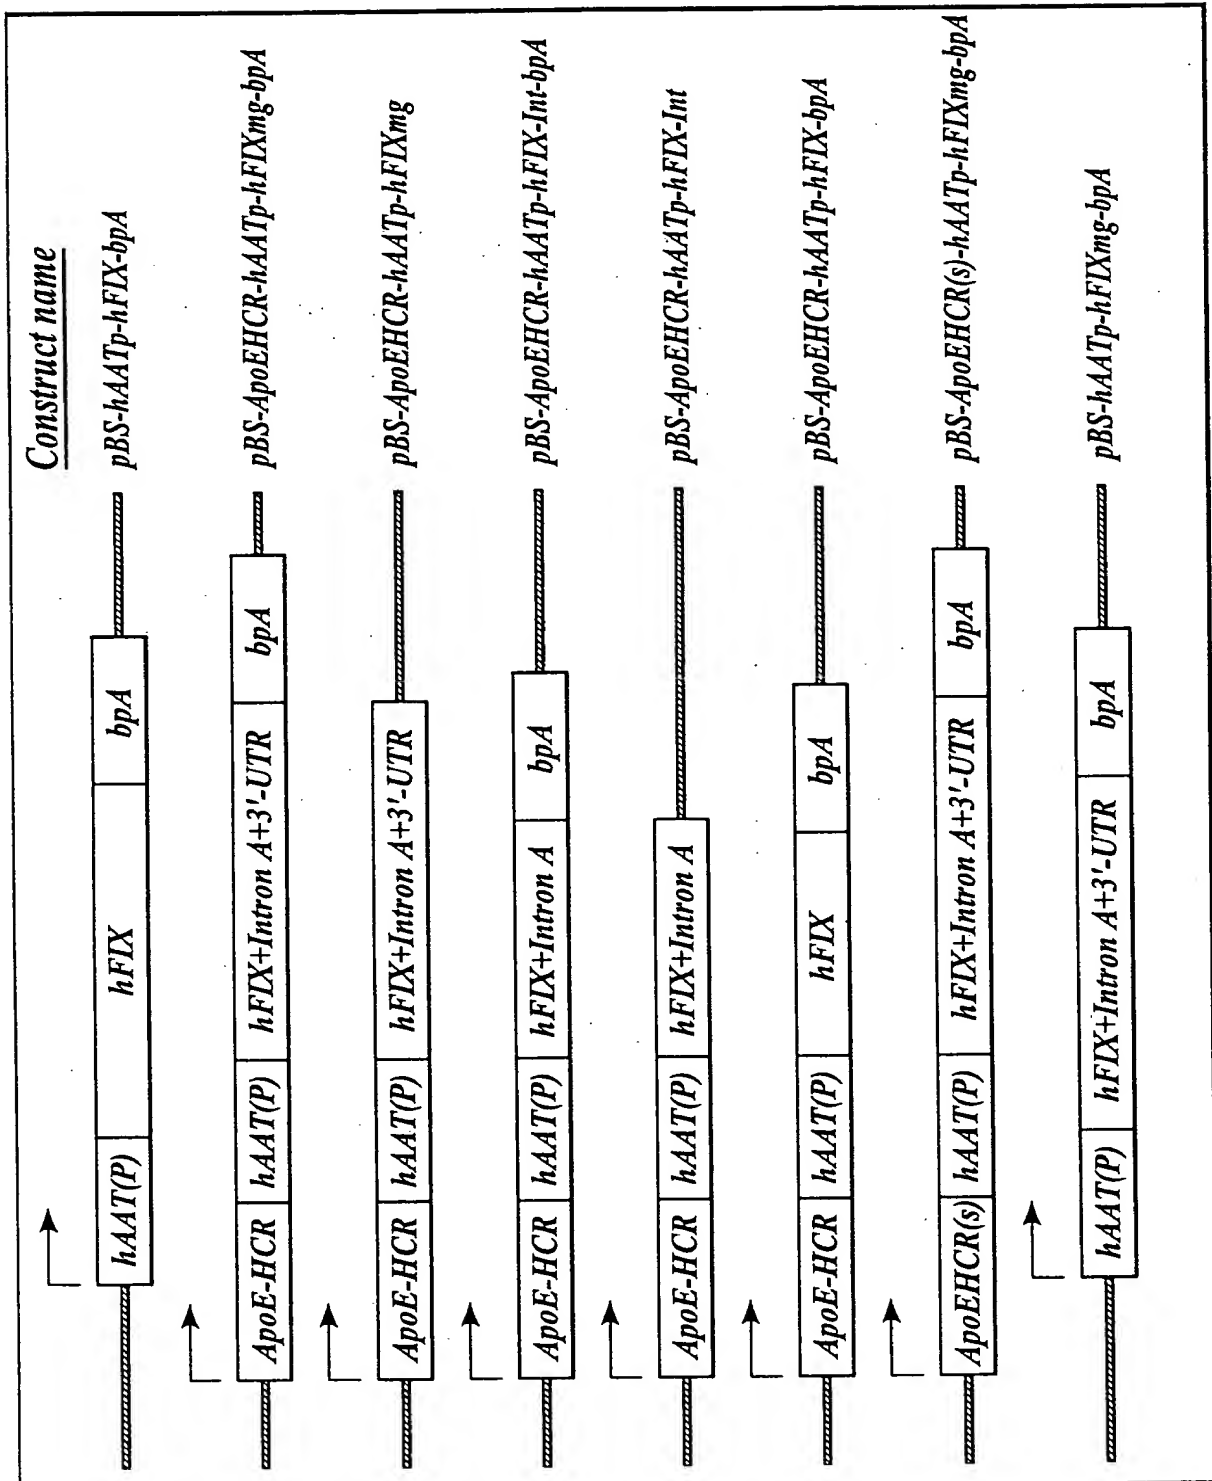 Construct name
hAAT(P) hFIX bpA pBS-hAATp-hFIX-bpA
ApoE-HCR hAAT(P) hFIX+Intron A+3'-UTR bpA pBS-ApoEHCR-hAATp-hFIXmg-bpA
ApoE-HCR hAAT(P) hFIX+Intron A+3'-UTR pBS-ApoEHCR-hAATp-hFIXmg
ApoE-HCR hAAT(P) hFIX+Intron A bpA pBS-ApoEHCR-hAATp-hFIX-Int-bpA
ApoE-HCR hAAT(P) hFIX+Intron A pBS-ApoEHCR-hAATp-hFIX-Int
ApoE-HCR hAAT(P) hFIX bpA pBS-ApoEHCR-hAATp-hFIX-bpA
ApoEHCR(s) hAAT(P) hFIX+Intron A+3'-UTR bpA pBS-ApoEHCR(s)-hAATp-hFIXmg-bpA
hAAT(P) hFIX+Intron A+3'-UTR bpA pBS-hAATp-hFIXmg-bpA